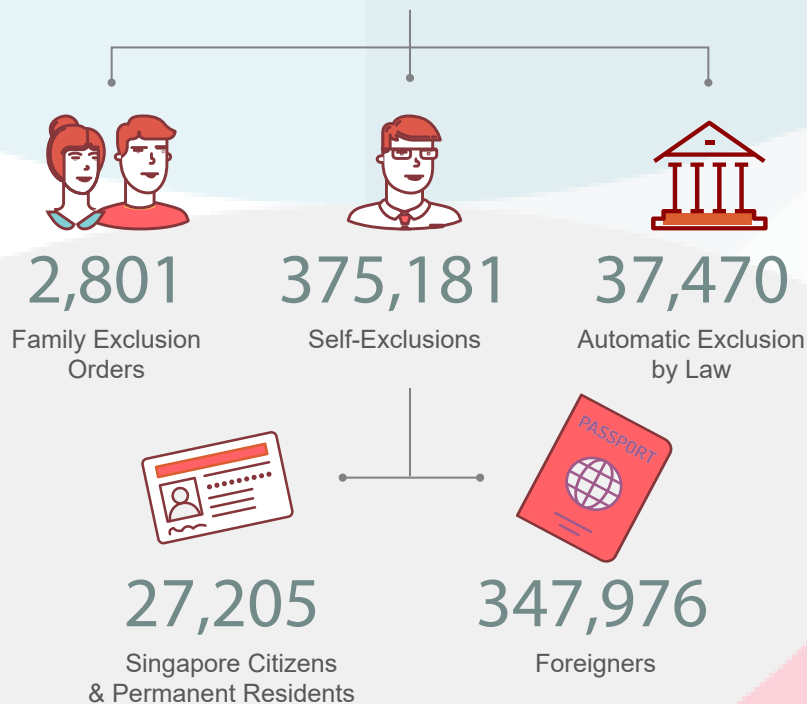 2,801
Family Exclusion
Orders
375,181
Self-Exclusions
37,470
Automatic Exclusion
by Law
PASSPORT
27,205
Singapore Citizens
& Permanent Residents
347,976
Foreigners